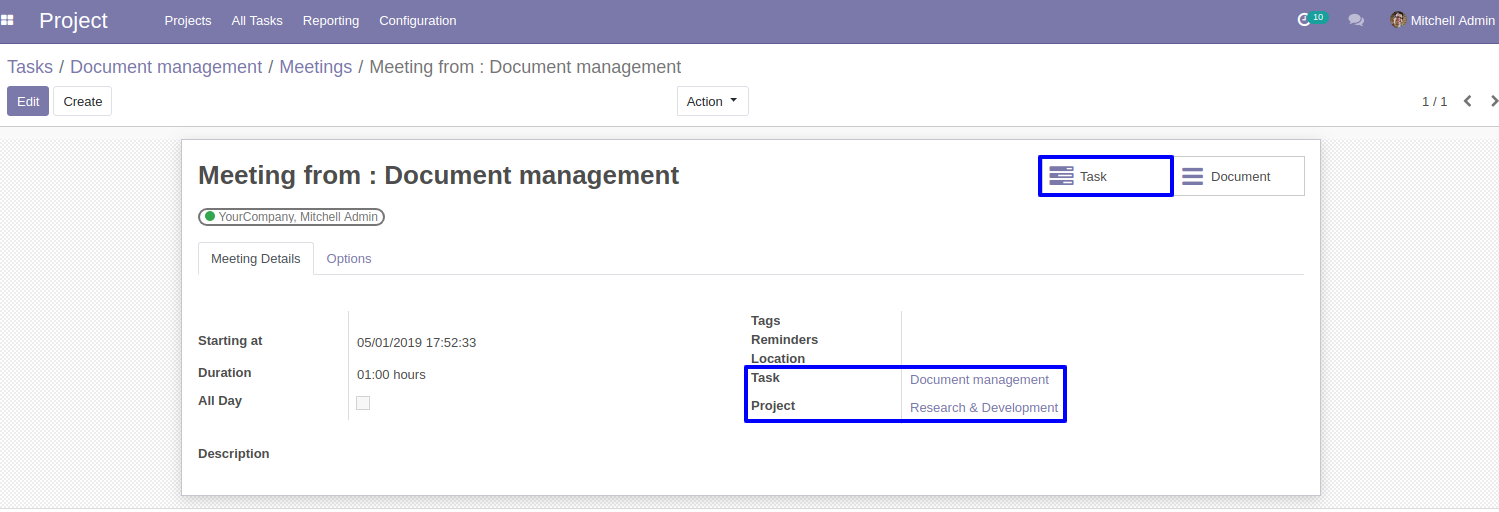 Project Projects All Tasks Reporting Configuration 10 Mitchell Admin
Tasks / Document management / Meetings / Meeting from : Document management
Edit Create Action 1 / 1
Meeting from : Document management Task Document
YourCompany, Mitchell Admin
Meeting Details Options
Tags
Starting at 05/01/2019 17:52:33 Reminders
Location
Duration 01:00 hours Task Document management
All Day Project Research & Development
Description